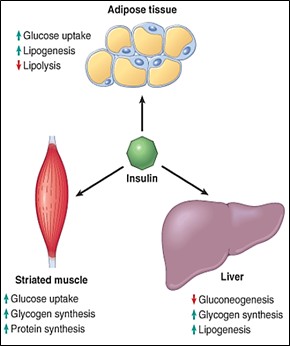 Adipose tissue
Glucose uptake
Lipogenesis
Lipolysis
Insulin
Striated muscle
Glucose uptake
Glycogen synthesis
Protein synthesis
Liver
Gluconeogenesis
Glycogen synthesis
Lipogenesis